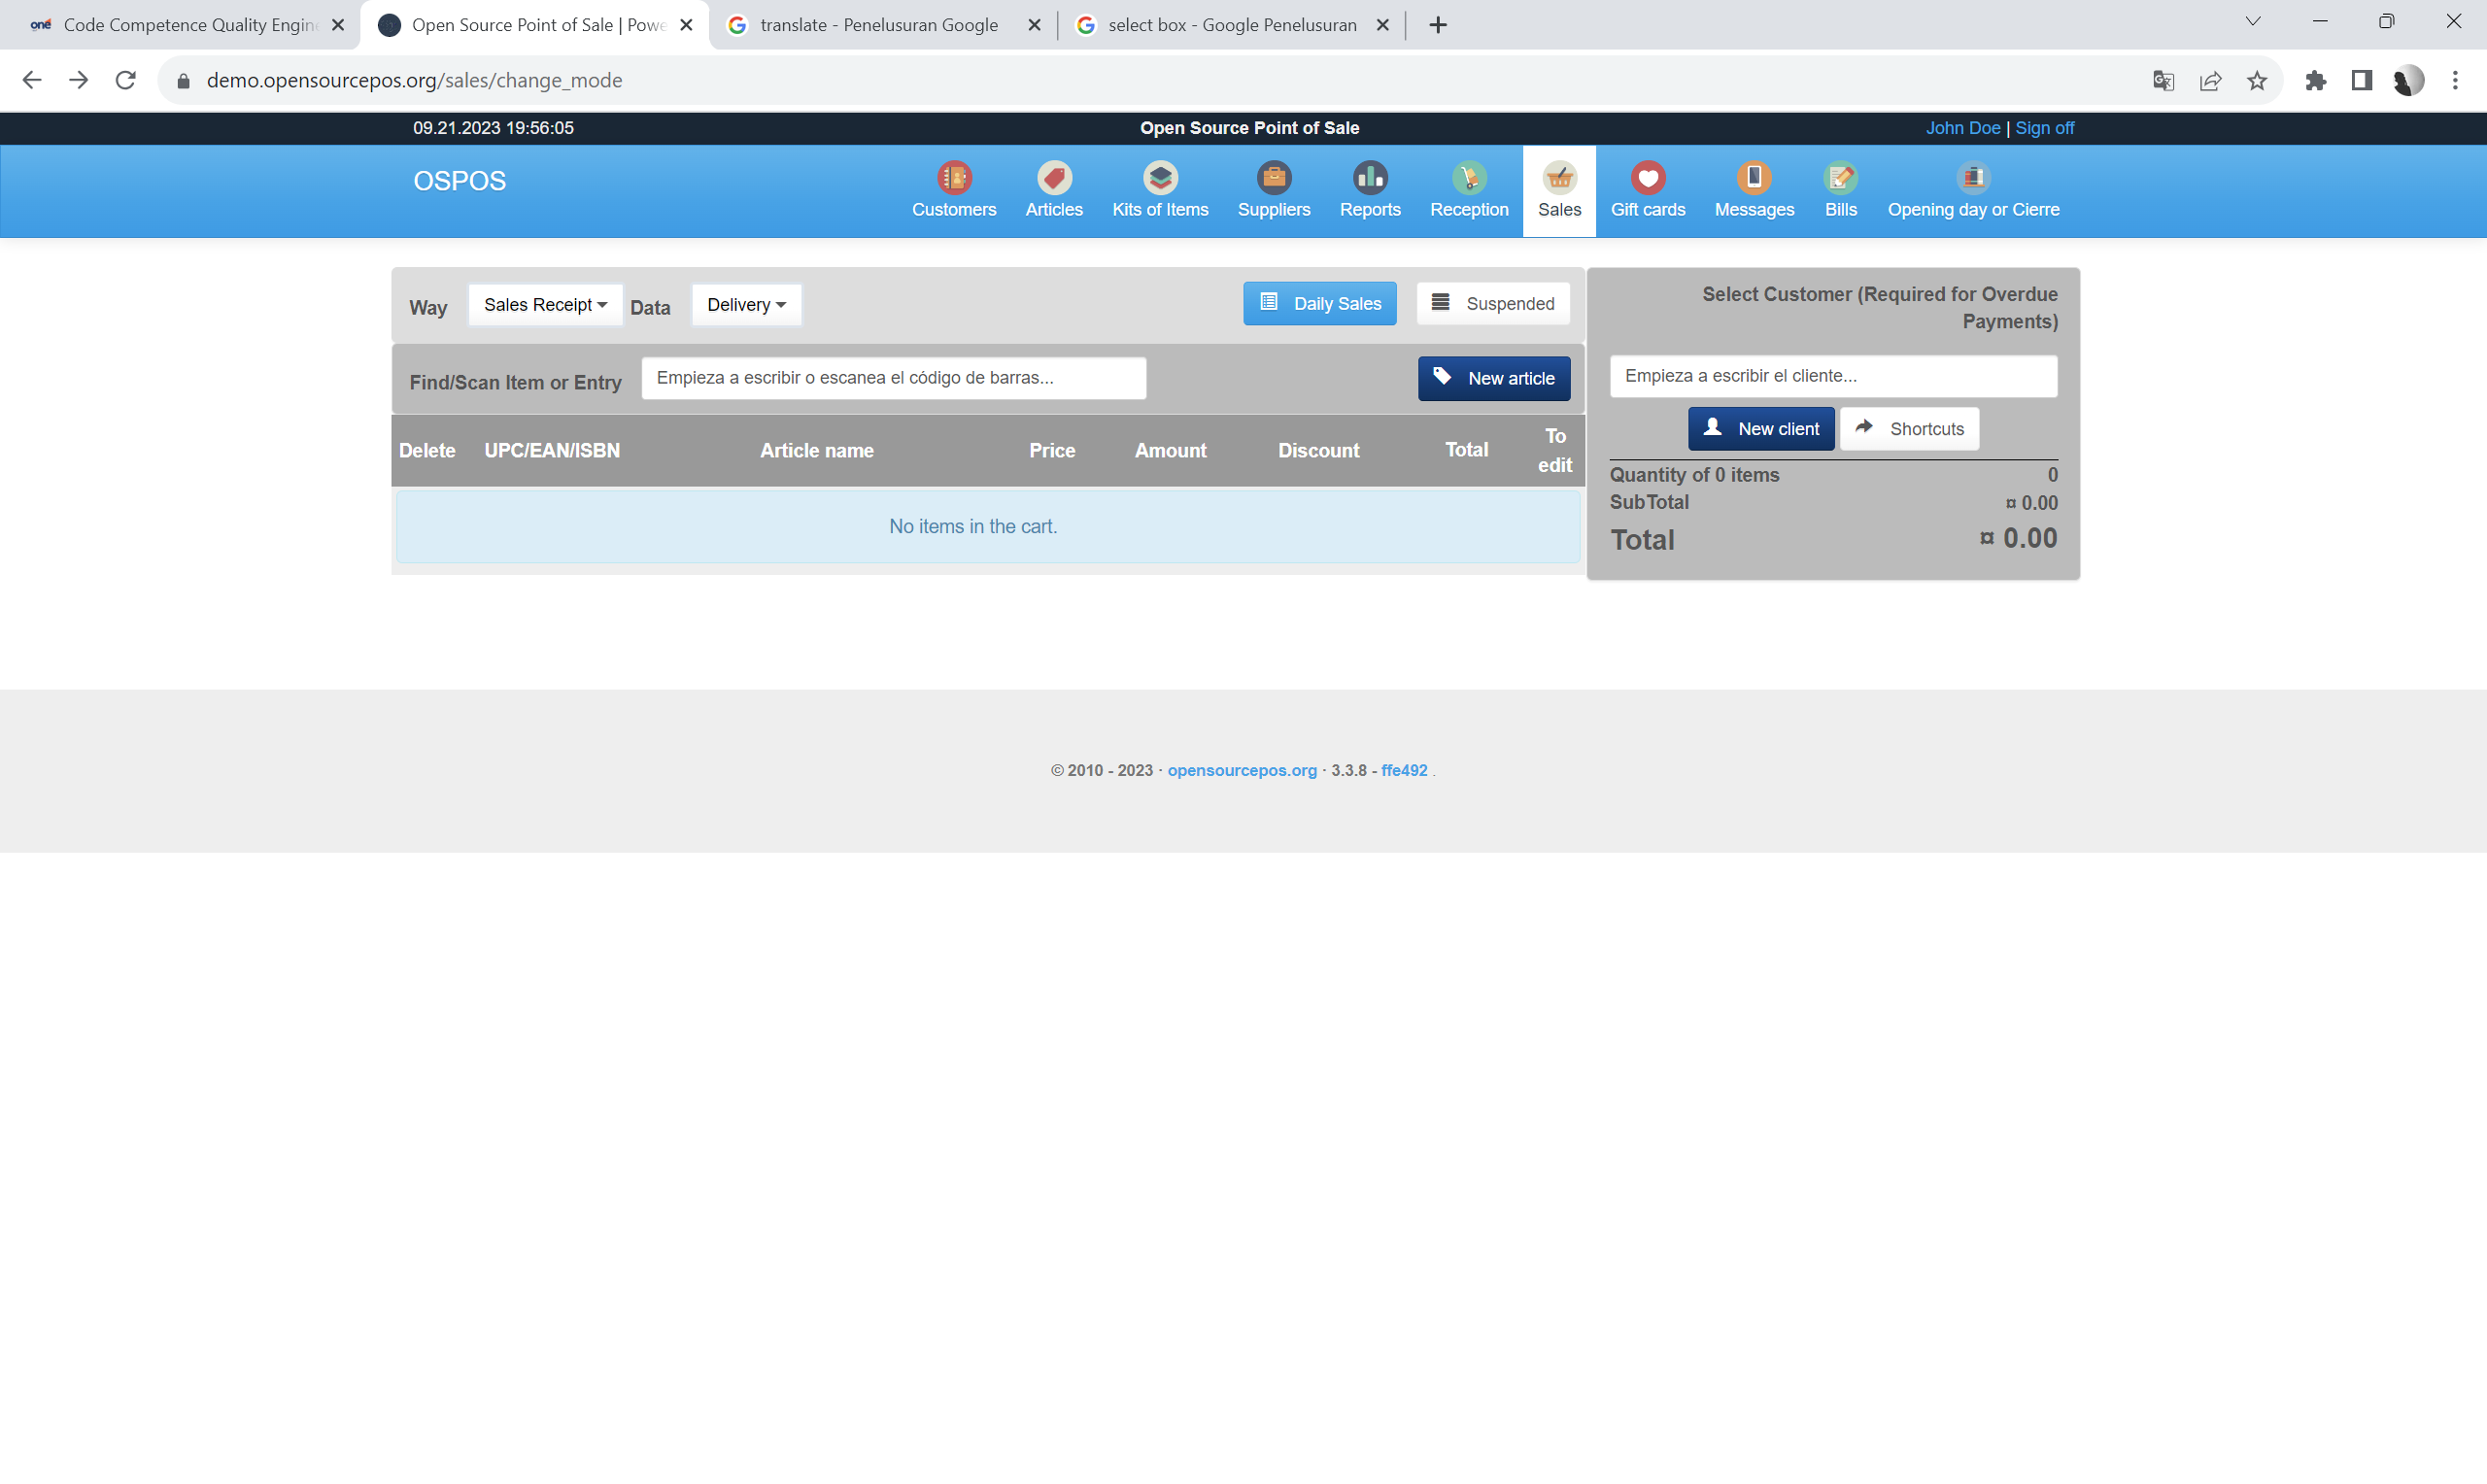 one Code Competence Quality Engine
Open Source Point of Sale | Powe
translate - Penelusuran Google
select box - Google Penelusuran
demo.opensourcepos.org/sales/change_mode
09.21.2023 19:56:05
Open Source Point of Sale
John Doe | Sign off
OSPOS
Customers
Articles
Kits of Items
Suppliers
Reports
Reception
Sales
Gift cards
Messages
Bills
Opening day or Cierre
Way
Sales Receipt
Data
Delivery
Daily Sales
Suspended
Find/Scan Item or Entry
Empieza a escribir o escanea el código de barras...
New article
Delete
UPC/EAN/ISBN
Article name
Price
Amount
Discount
Total
To
edit
No items in the cart.
Select Customer (Required for Overdue
Payments)
Empieza a escribir el cliente...
New client
Shortcuts
Quantity of 0 items 0
SubTotal ¤ 0.00
Total ¤ 0.00
© 2010 - 2023 · opensourcepos.org · 3.3.8 - ffe492 .